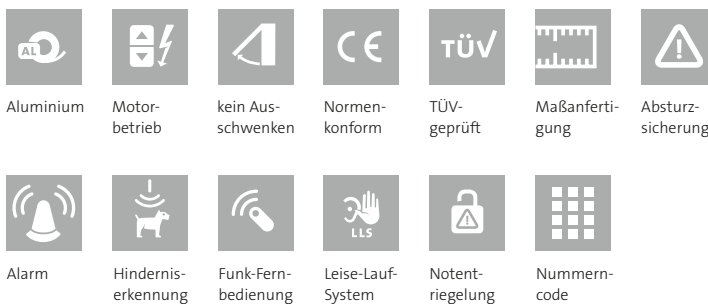 AL
CE
TÜV
Aluminium
Motor-
betrieb
kein Aus-
schwenken
Normen-
konform
TÜV-
geprüft
Maßanferti-
gung
Absturz-
sicherung
LLS
Alarm
Hindernis-
erkennung
Funk-Fern-
bedienung
Leise-Lauf-
System
Notent-
riegelung
Nummern-
code